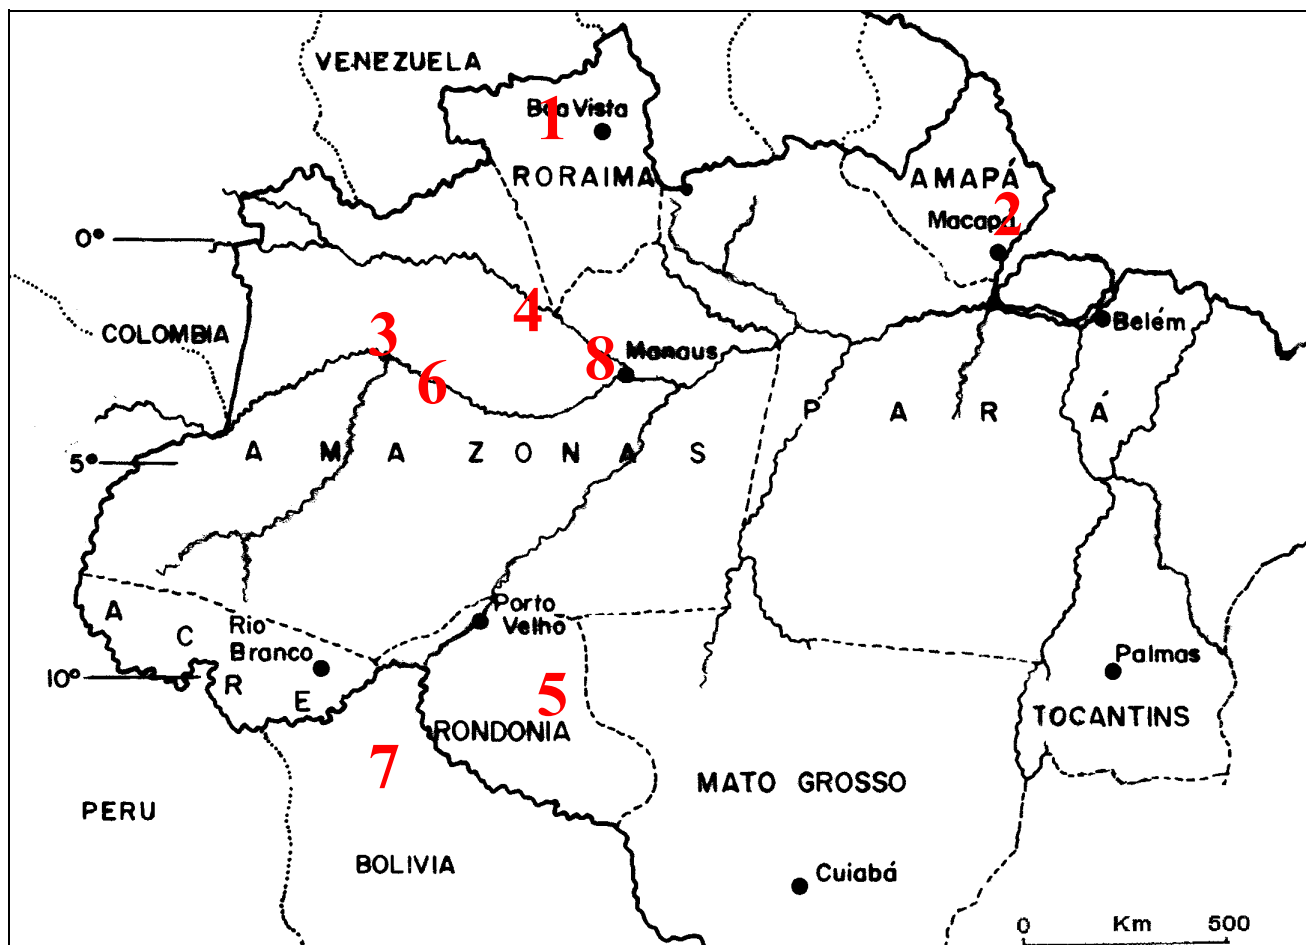 VENEZUELA
Boa Vista
1
RORAIMA
AMAPÁ
Macapá
2
0°
COLOMBIA
3
4
6
8
Manaus
Belém
A M A Z O N A S
P A R Á
5°
A C R E
Rio
Branco
Porto
Velho
10°
5
RONDONIA
7
Palmas
TOCANTINS
MATO GROSSO
PERU
BOLIVIA
Cuiabá
0 Km 500